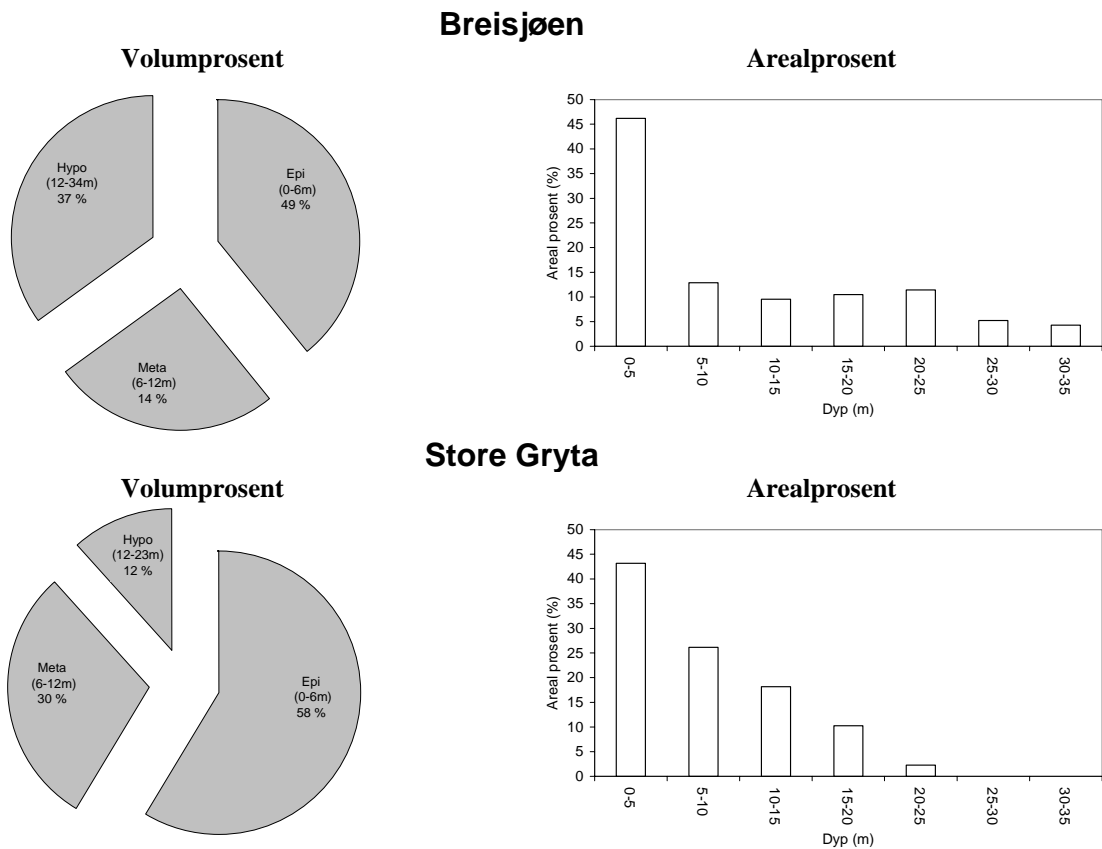 Breisjøen
Volumprosent
Hypo
(12-34m)
37 %
Epi
(0-6m)
49 %
Meta
(6-12m)
14 %
Arealprosent
Areal prosent (%)
50
45
40
35
30
25
20
15
10
5
0
0-5
5-10
10-15
15-20
20-25
25-30
30-35
Dyp (m)
Store Gryta
Volumprosent
Hypo
(12-23m)
12 %
Meta
(6-12m)
30 %
Epi
(0-6m)
58 %
Arealprosent
Areal prosent (%)
50
45
40
35
30
25
20
15
10
5
0
0-5
5-10
10-15
15-20
20-25
25-30
30-35
Dyp (m)